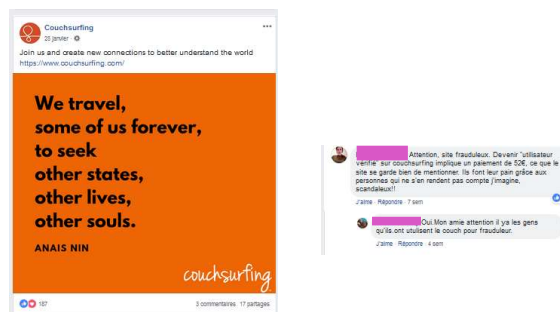 Couchsurfing
25 janvier
Join us and create new connections to better understand the world
https://www.couchsurfing.com/
We travel,
some of us forever,
to seek
other states,
other lives,
other souls.
ANAIS NIN
couchsurfing
187
3 commentaires 17 partages
Attention, site frauduleux. Devenir "utilisateur
vérifié" sur couchsurfing implique un paiement de 52€, ce que le
site se garde bien de mentionner. Ils font leur pain grâce aux
personnes qui ne s'en rendent pas compte j'imagine,
scandaleux!!
J'aime · Répondre · 7 sem
Oui.Mon amie attention il ya les gens
qu'ils.ont utulisent le couch pour frauduleur.
J'aime · Répondre · 4 sem